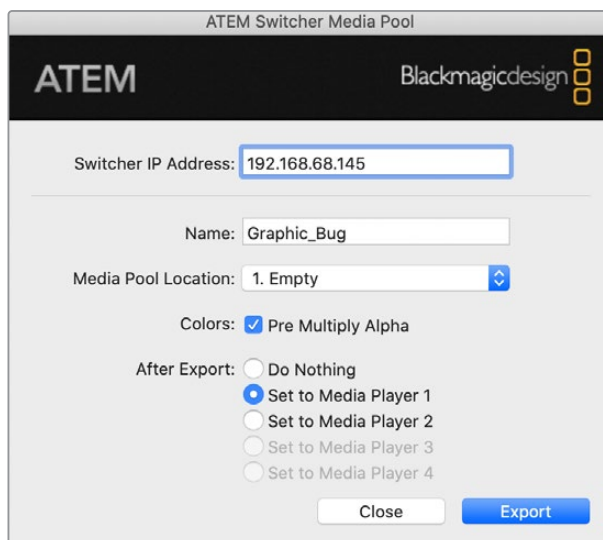 ATEM Switcher Media Pool
ATEM
Blackmagicdesign
Switcher IP Address: 192.168.68.145
Name: Graphic_Bug
Media Pool Location: 1. Empty
Colors: Pre Multiply Alpha
After Export: Do Nothing
Set to Media Player 1
Set to Media Player 2
Set to Media Player 3
Set to Media Player 4
Close
Export